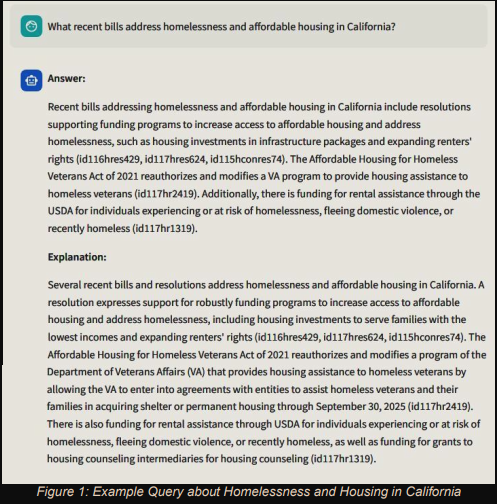 What recent bills address homelessness and affordable housing in California?
Answer:
Recent bills addressing homelessness and affordable housing in California include resolutions
supporting funding programs to increase access to affordable housing and address
homelessness, such as housing investments in infrastructure packages and expanding renters'
rights (id116hres429, id117hres624, id115hconres74). The Affordable Housing for Homeless
Veterans Act of 2021 reauthorizes and modifies a VA program to provide housing assistance to
homeless veterans (id117hr2419). Additionally, there is funding for rental assistance through the
USDA for individuals experiencing or at risk of homelessness, fleeing domestic violence, or
recently homeless (id117hr1319).
Explanation:
Several recent bills and resolutions address homelessness and affordable housing in California. A
resolution expresses support for robustly funding programs to increase access to affordable
housing and address homelessness, including housing investments to serve families with the
lowest incomes and expanding renters' rights (id116hres429, id117hres624, id115hconres74). The
Affordable Housing for Homeless Veterans Act of 2021 reauthorizes and modifies a program of the
Department of Veterans Affairs (VA) that provides housing assistance to homeless veterans by
allowing the VA to enter into agreements with entities to assist homeless veterans and their
families in acquiring shelter or permanent housing through September 30, 2025 (id117hr2419).
There is also funding for rental assistance through USDA for individuals experiencing or at risk of
homelessness, fleeing domestic violence, or recently homeless, as well as funding for grants to
housing counseling intermediaries for housing counseling (id117hr1319).
Figure 1: Example Query about Homelessness and Housing in California